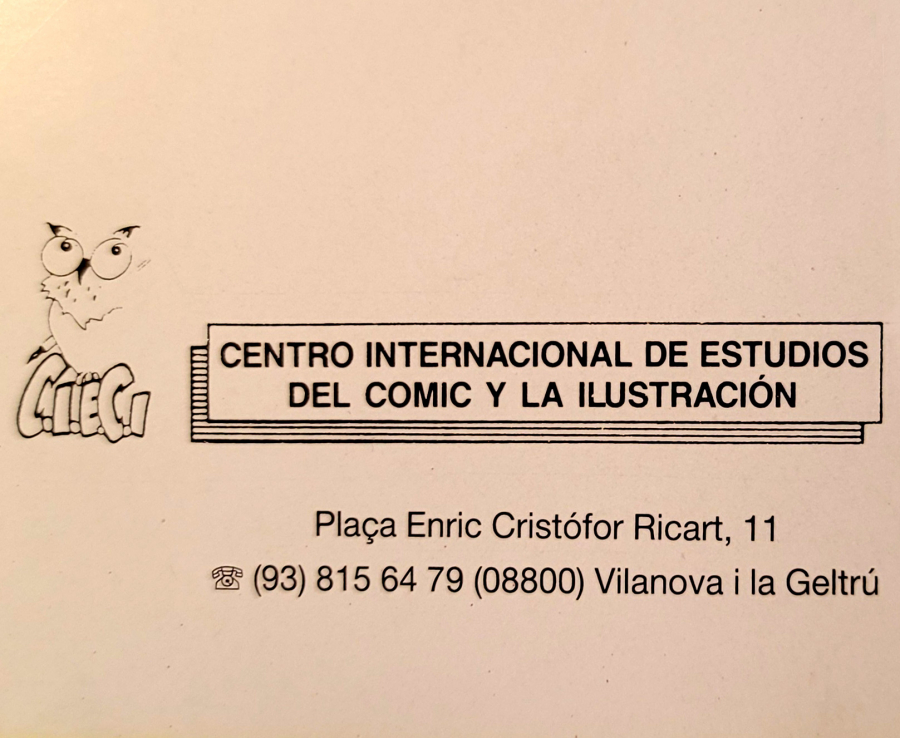 C.I.E.C.I
CENTRO INTERNACIONAL DE ESTUDIOS
DEL COMIC Y LA ILUSTRACIÓN
Plaça Enric Cristófor Ricart, 11
☎ (93) 815 64 79 (08800) Vilanova i la Geltrú